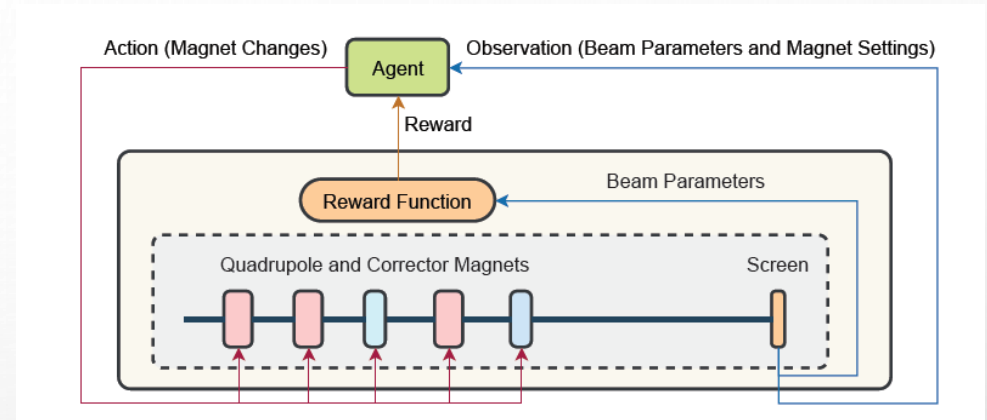 Action (Magnet Changes)
Agent
Observation (Beam Parameters and Magnet Settings)
Reward
Reward Function
Beam Parameters
Quadrupole and Corrector Magnets
Screen